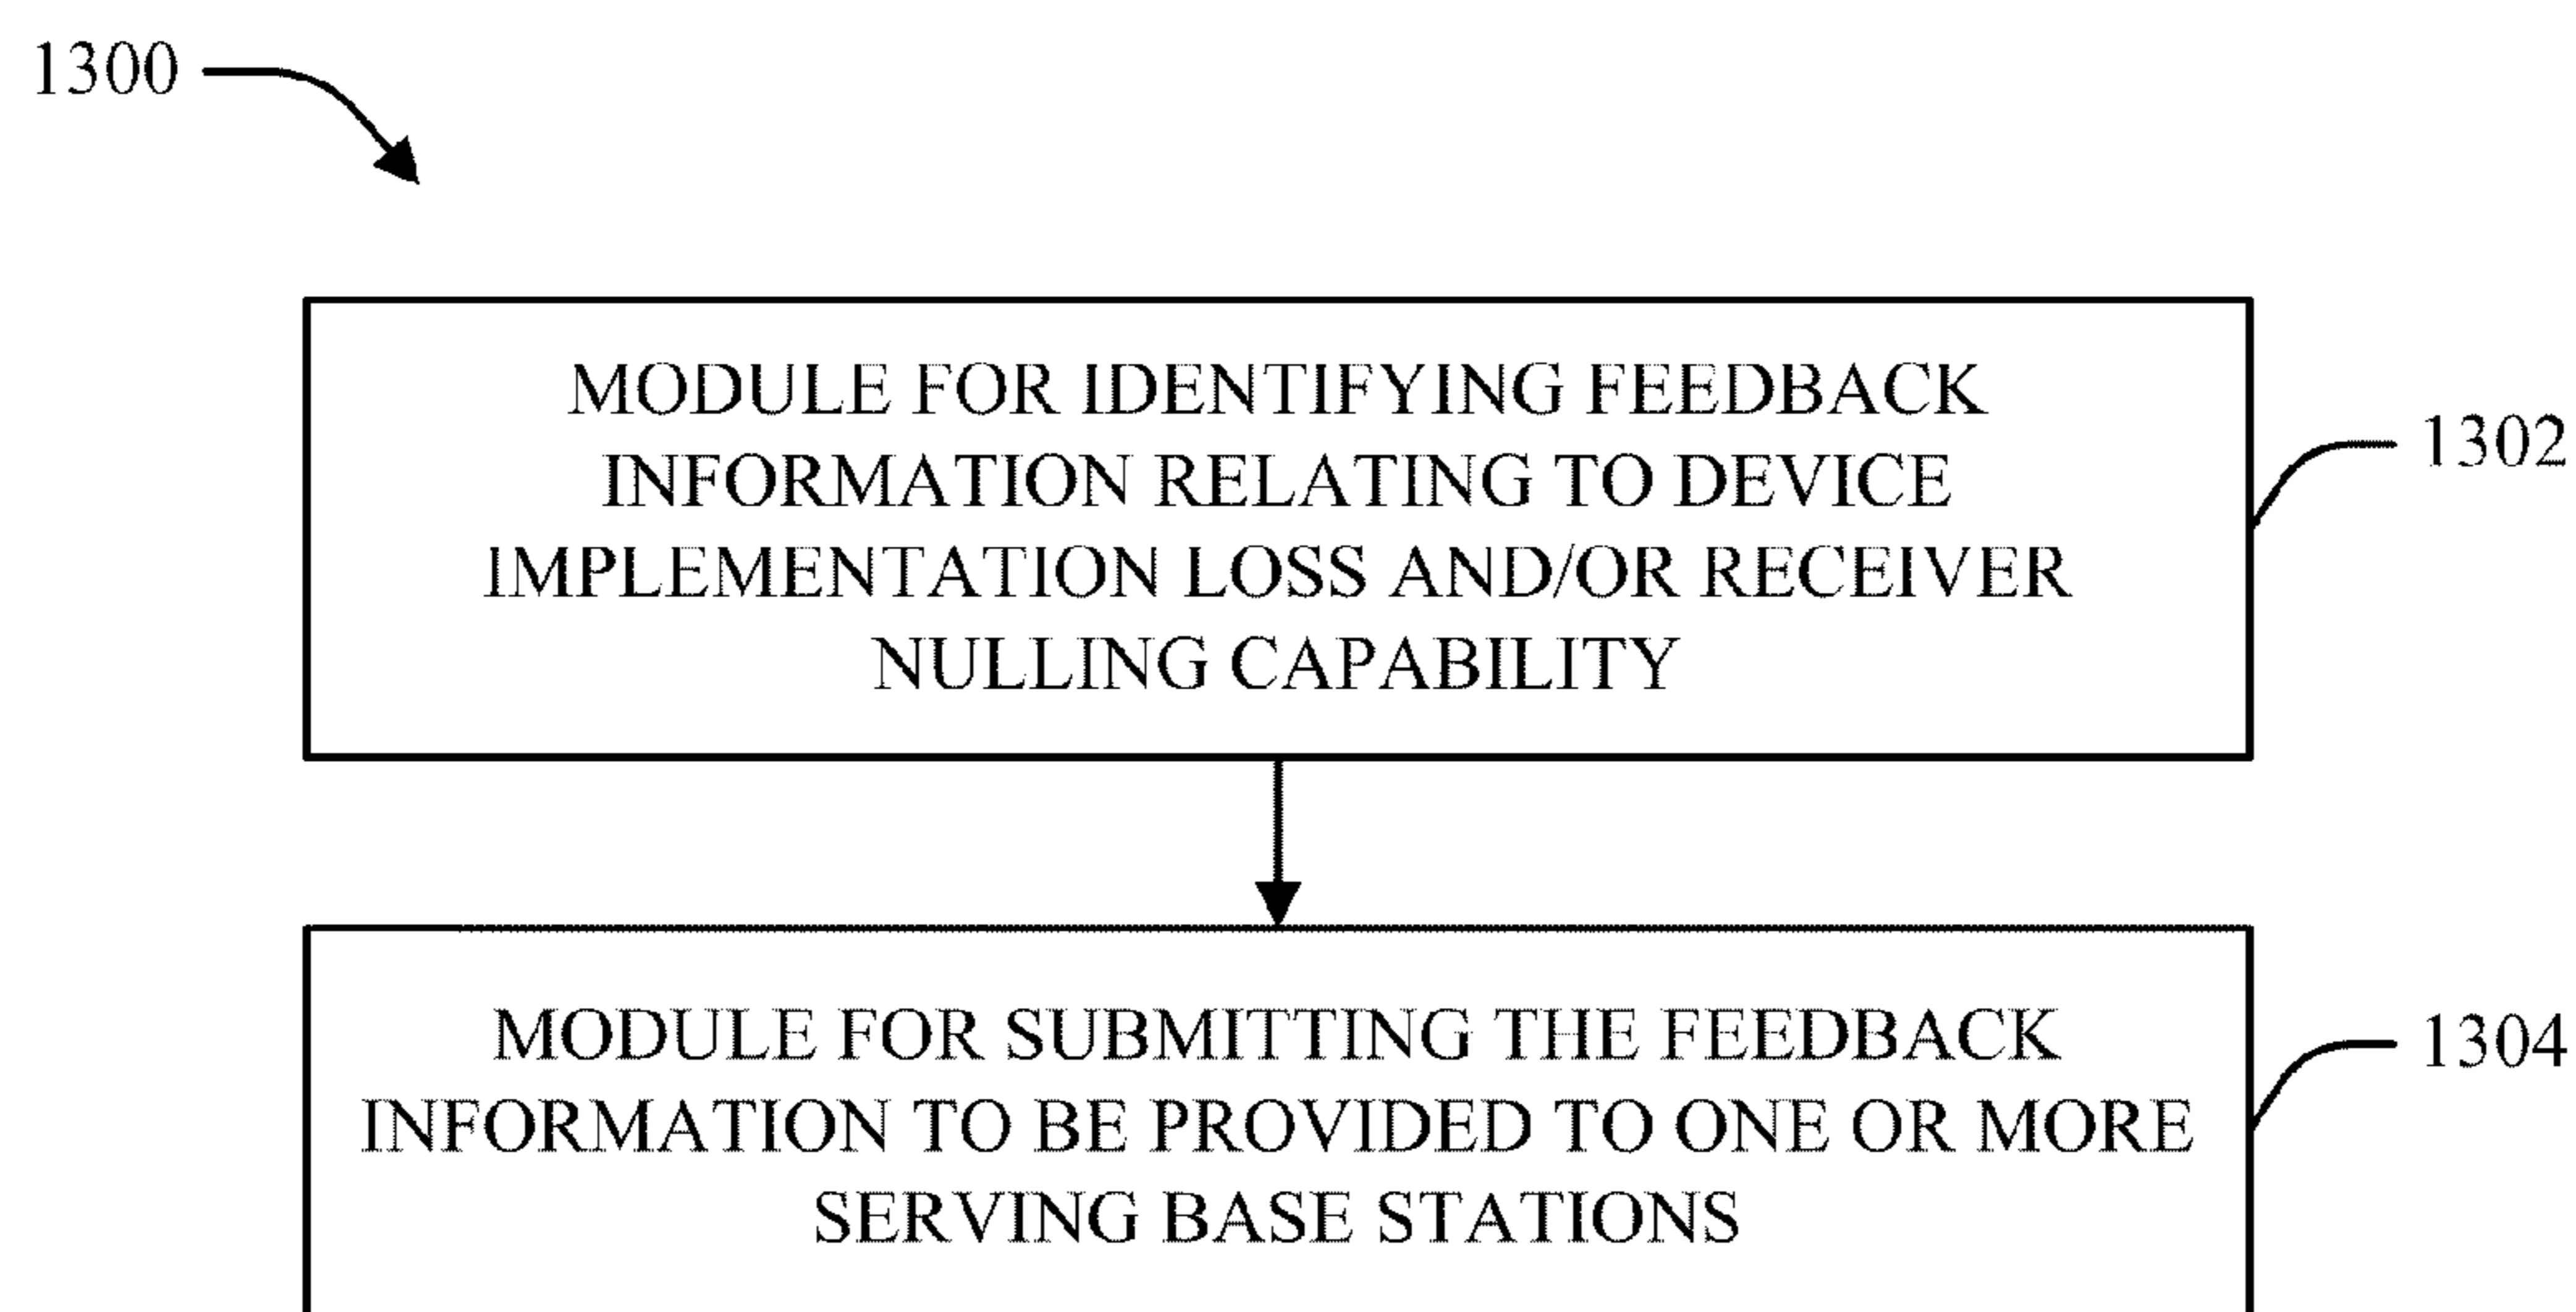 1300
MODULE FOR IDENTIFYING FEEDBACK
INFORMATION RELATING TO DEVICE
IMPLEMENTATION LOSS AND/OR RECEIVER
NULLING CAPABILITY
1302
MODULE FOR SUBMITTING THE FEEDBACK
INFORMATION TO BE PROVIDED TO ONE OR MORE
SERVING BASE STATIONS
1304